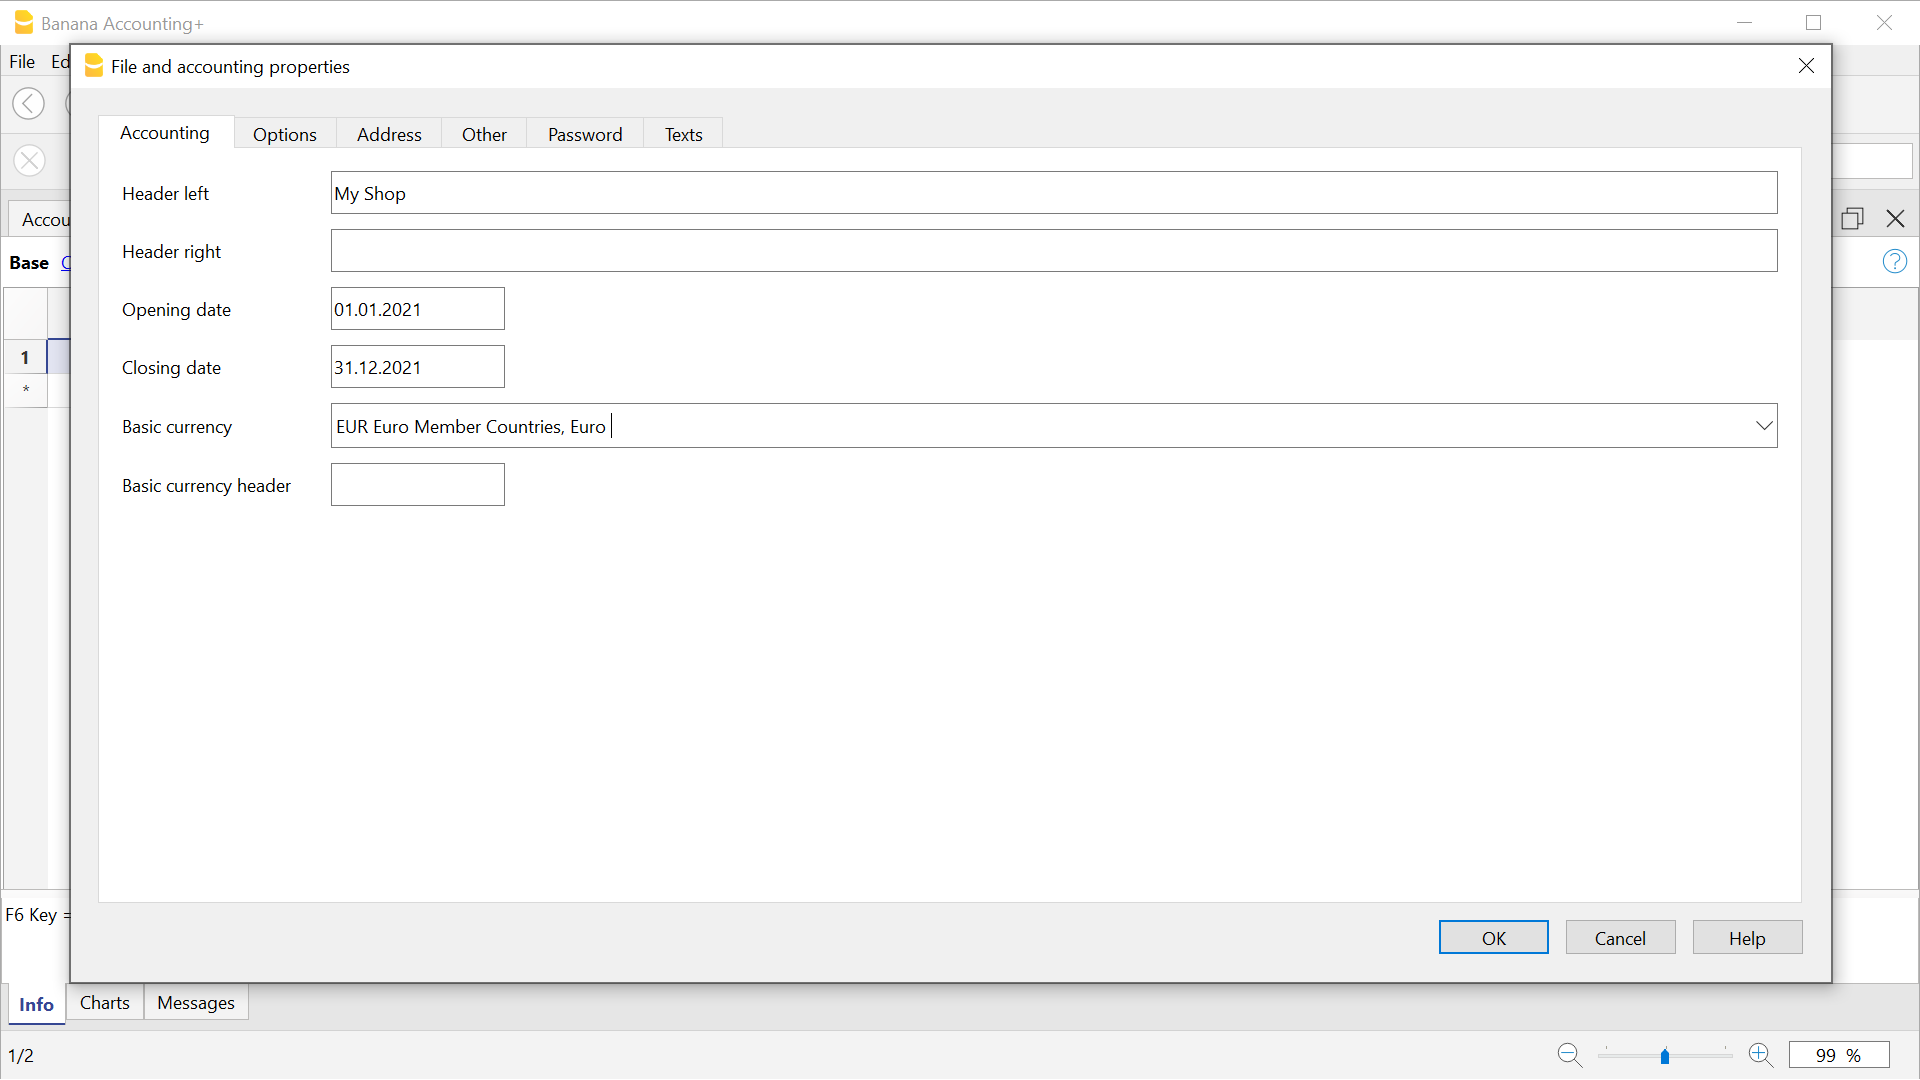 Banana Accounting+
File Ed
File and accounting properties
Accounting Options Address Other Password Texts
Header left My Shop
Header right
Accou
Base C
Opening date 01.01.2021
1
Closing date 31.12.2021
*
Basic currency EUR Euro Member Countries, Euro
Basic currency header
F6 Key =
OK Cancel Help
Info Charts Messages
1/2
99 %